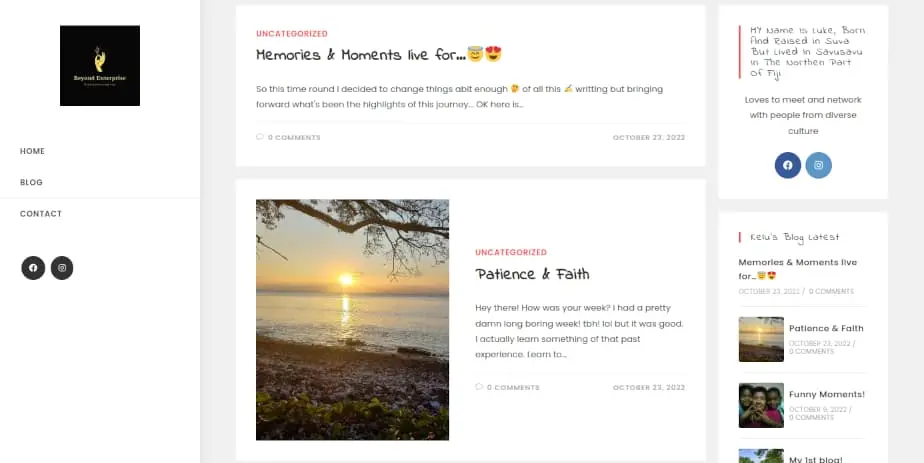 Beyond Enterprise
HOME
BLOG
CONTACT
UNCATEGORIZED
Memories & Moments live for...😇😍
So this time round I decided to change things abit enough 🤔 of all this ✍ writting but bringing
forward what's been the highlights of this journey... OK here is...
0 COMMENTS
OCTOBER 23, 2022
UNCATEGORIZED
Patience & Faith
Hey there! How was your week? I had a pretty
damn long boring week! tbh! lol but it was good.
I actually learn something of that past
experience. Learn to...
0 COMMENTS
OCTOBER 23, 2022
MY Name Is Luke, Born
And Raised in Suva
But Lived in Savusavu
in The Northen Part
Of Fiji
Loves to meet and network
with people from diverse
culture
Kelu's Blog Latest
Memories & Moments live
for...😇😍
OCTOBER 23, 2022 / 0 COMMENTS
Patience & Faith
OCTOBER 23, 2022 /
0 COMMENTS
Funny Moments!
OCTOBER 9, 2022 /
0 COMMENTS
My 1st blog!